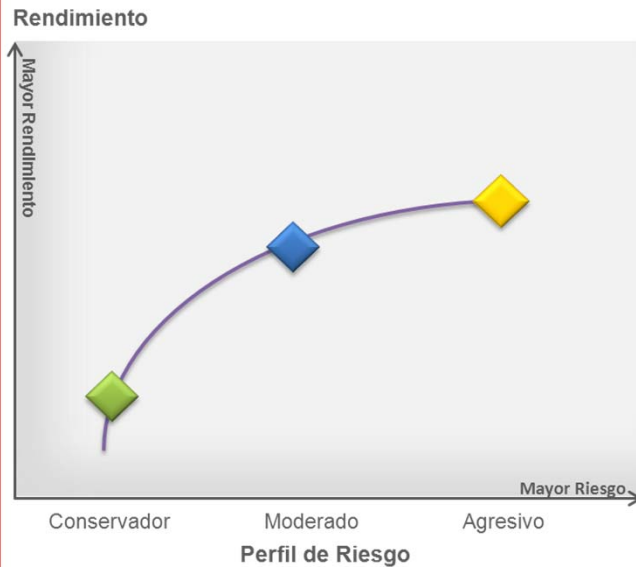 Rendimiento
Mayor Rendimiento
Mayor Riesgo
Conservador
Moderado
Agresivo
Perfil de Riesgo